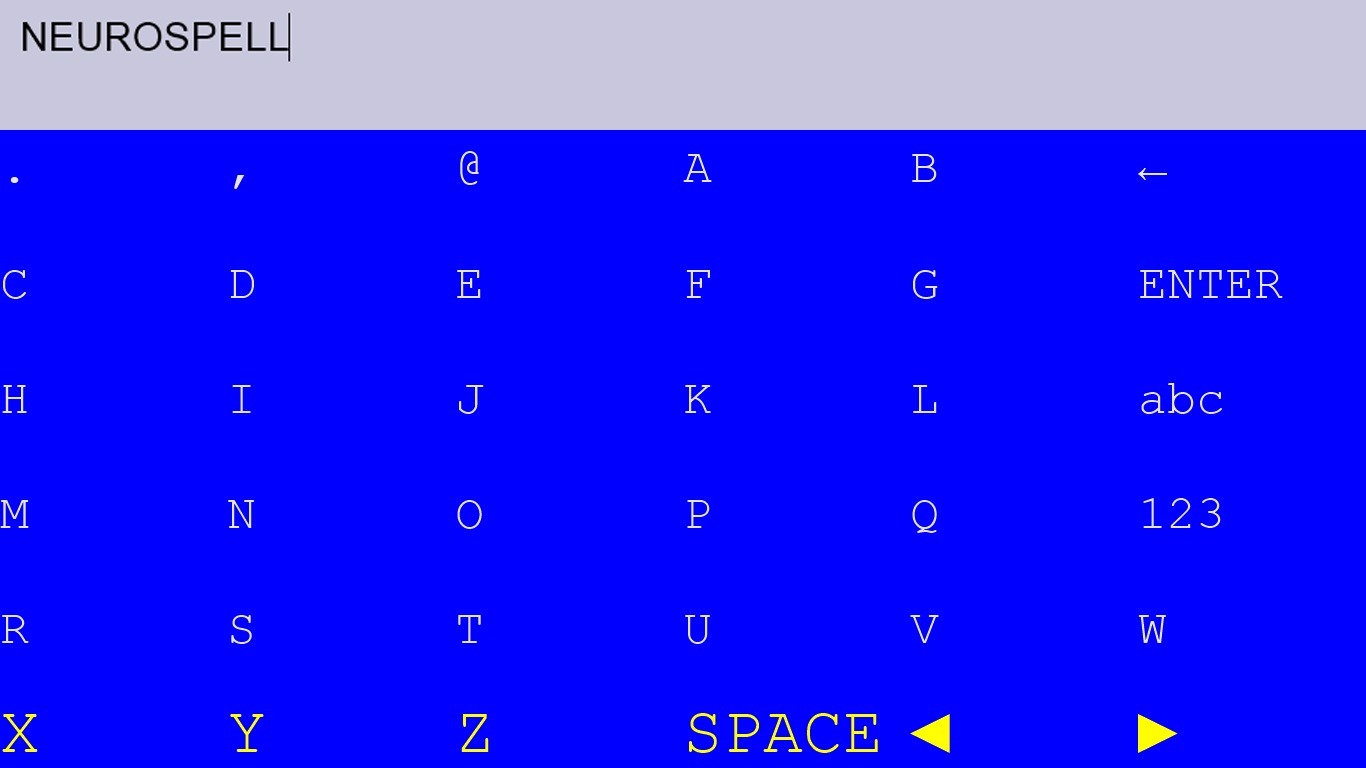 NEUROSPELL
. , @ A B ←
C D E F G ENTER
H I J K L abc
M N O P Q 123
R S T U V W
X Y Z SPACE ◀ ▶